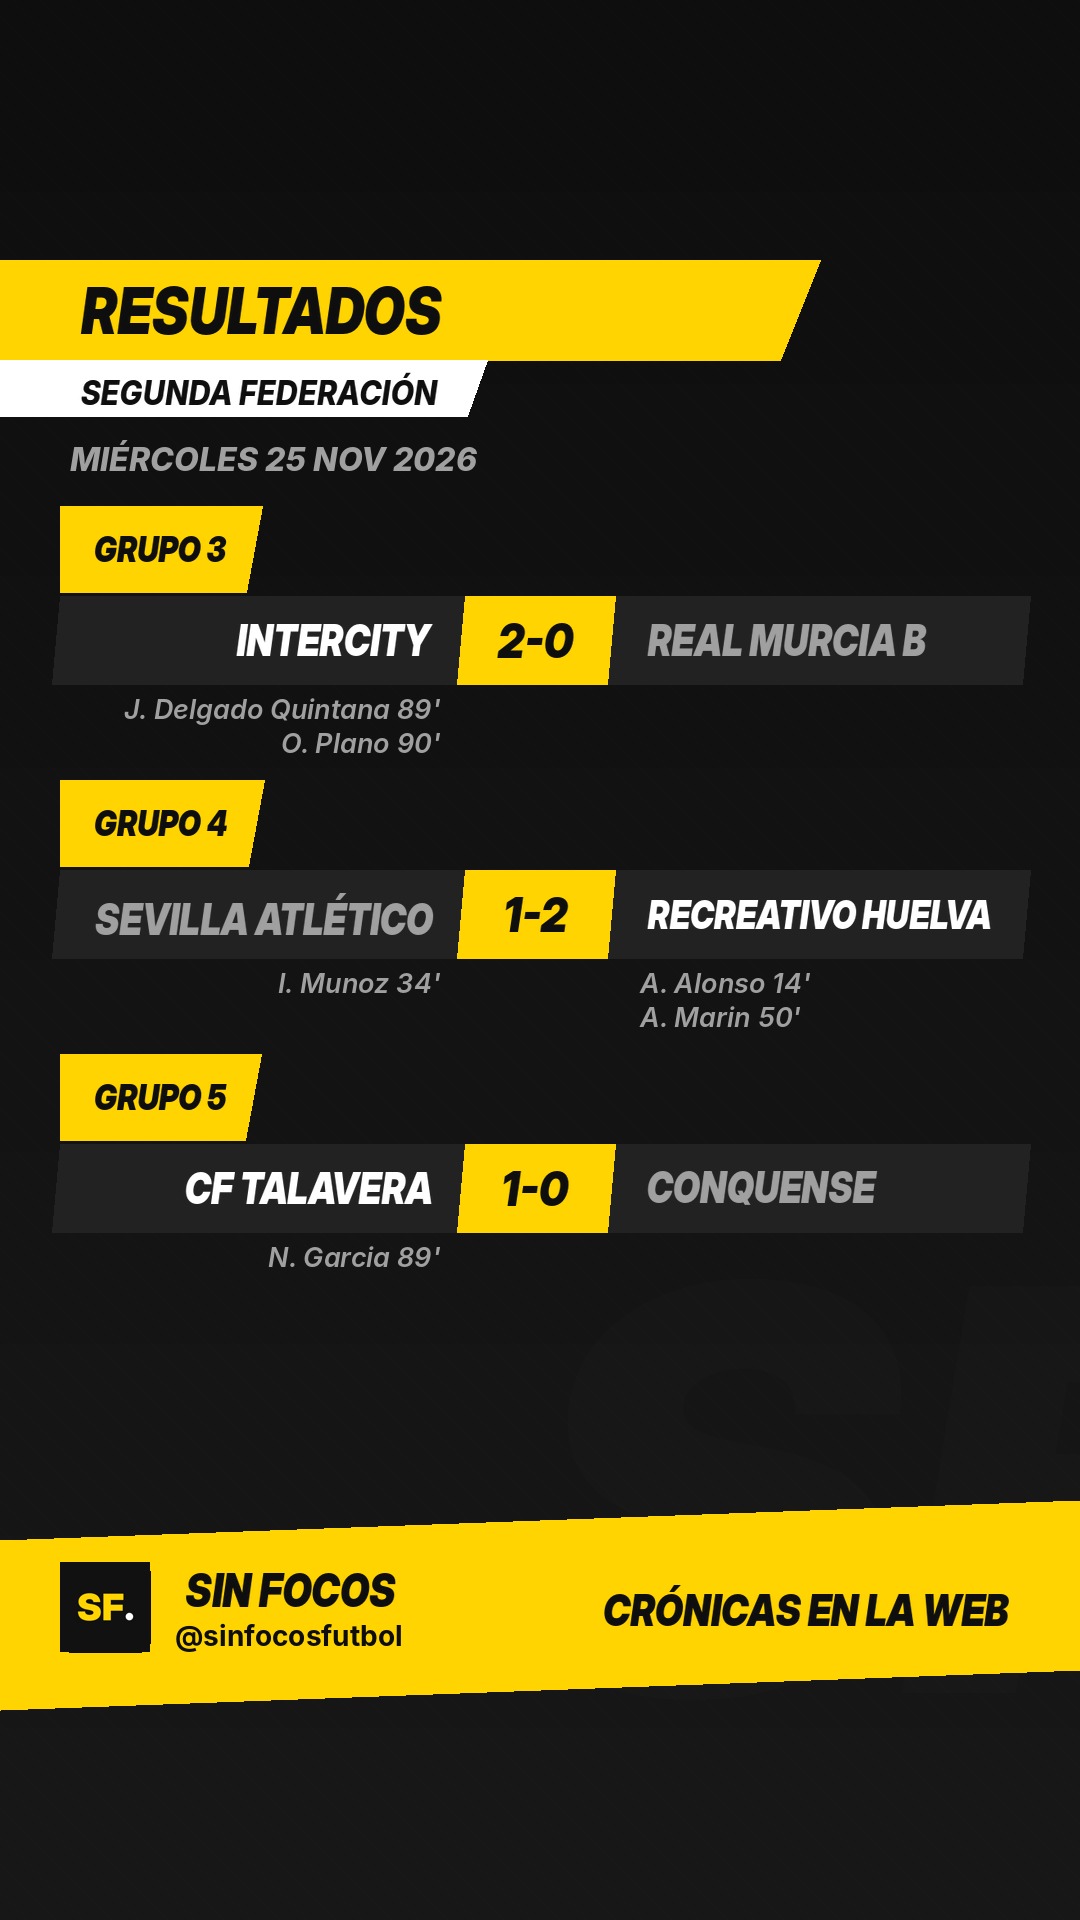 RESULTADOS
SEGUNDA FEDERACIÓN
MIÉRCOLES 25 NOV 2026
GRUPO 3
INTERCITY 2-0 REAL MURCIA B
J. Delgado Quintana 89'
O. Plano 90'
GRUPO 4
SEVILLA ATLÉTICO 1-2 RECREATIVO HUELVA
I. Munoz 34' A. Alonso 14'
A. Marin 50'
GRUPO 5
CF TALAVERA 1-0 CONQUENSE
N. Garcia 89'
SF
SF. SIN FOCOS
@sinfocosfutbol
CRÓNICAS EN LA WEB